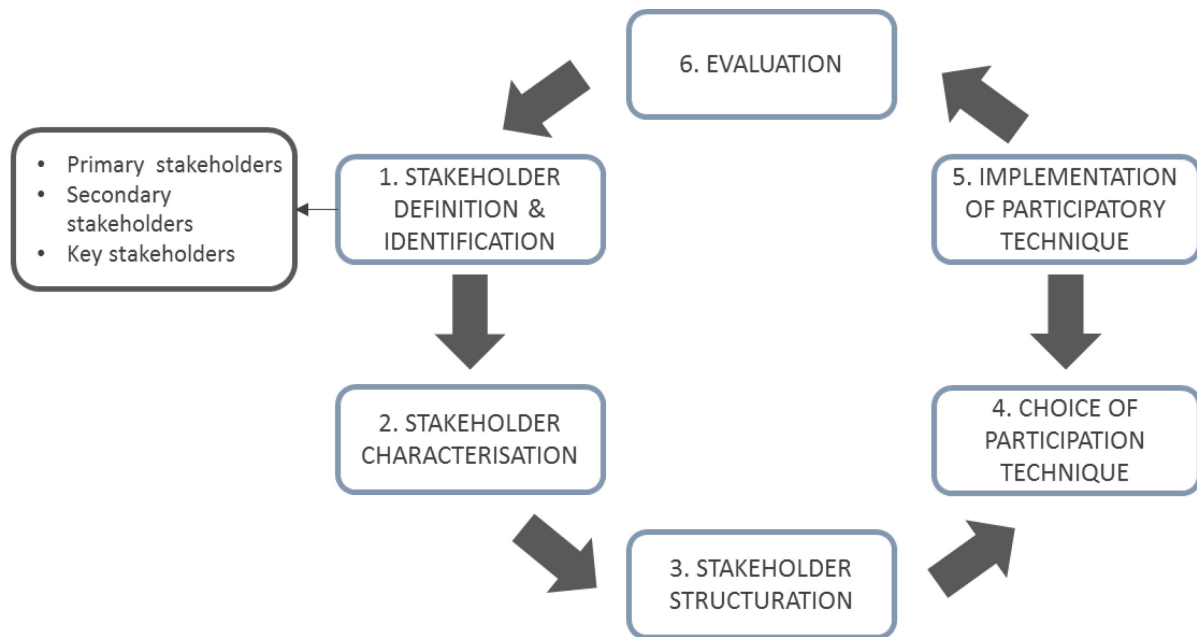 6. EVALUATION
• Primary stakeholders
• Secondary
stakeholders
• Key stakeholders
1. STAKEHOLDER
DEFINITION &
IDENTIFICATION
5. IMPLEMENTATION
OF PARTICIPATORY
TECHNIQUE
2. STAKEHOLDER
CHARACTERISATION
4. CHOICE OF
PARTICIPATION
TECHNIQUE
3. STAKEHOLDER
STRUCTURATION